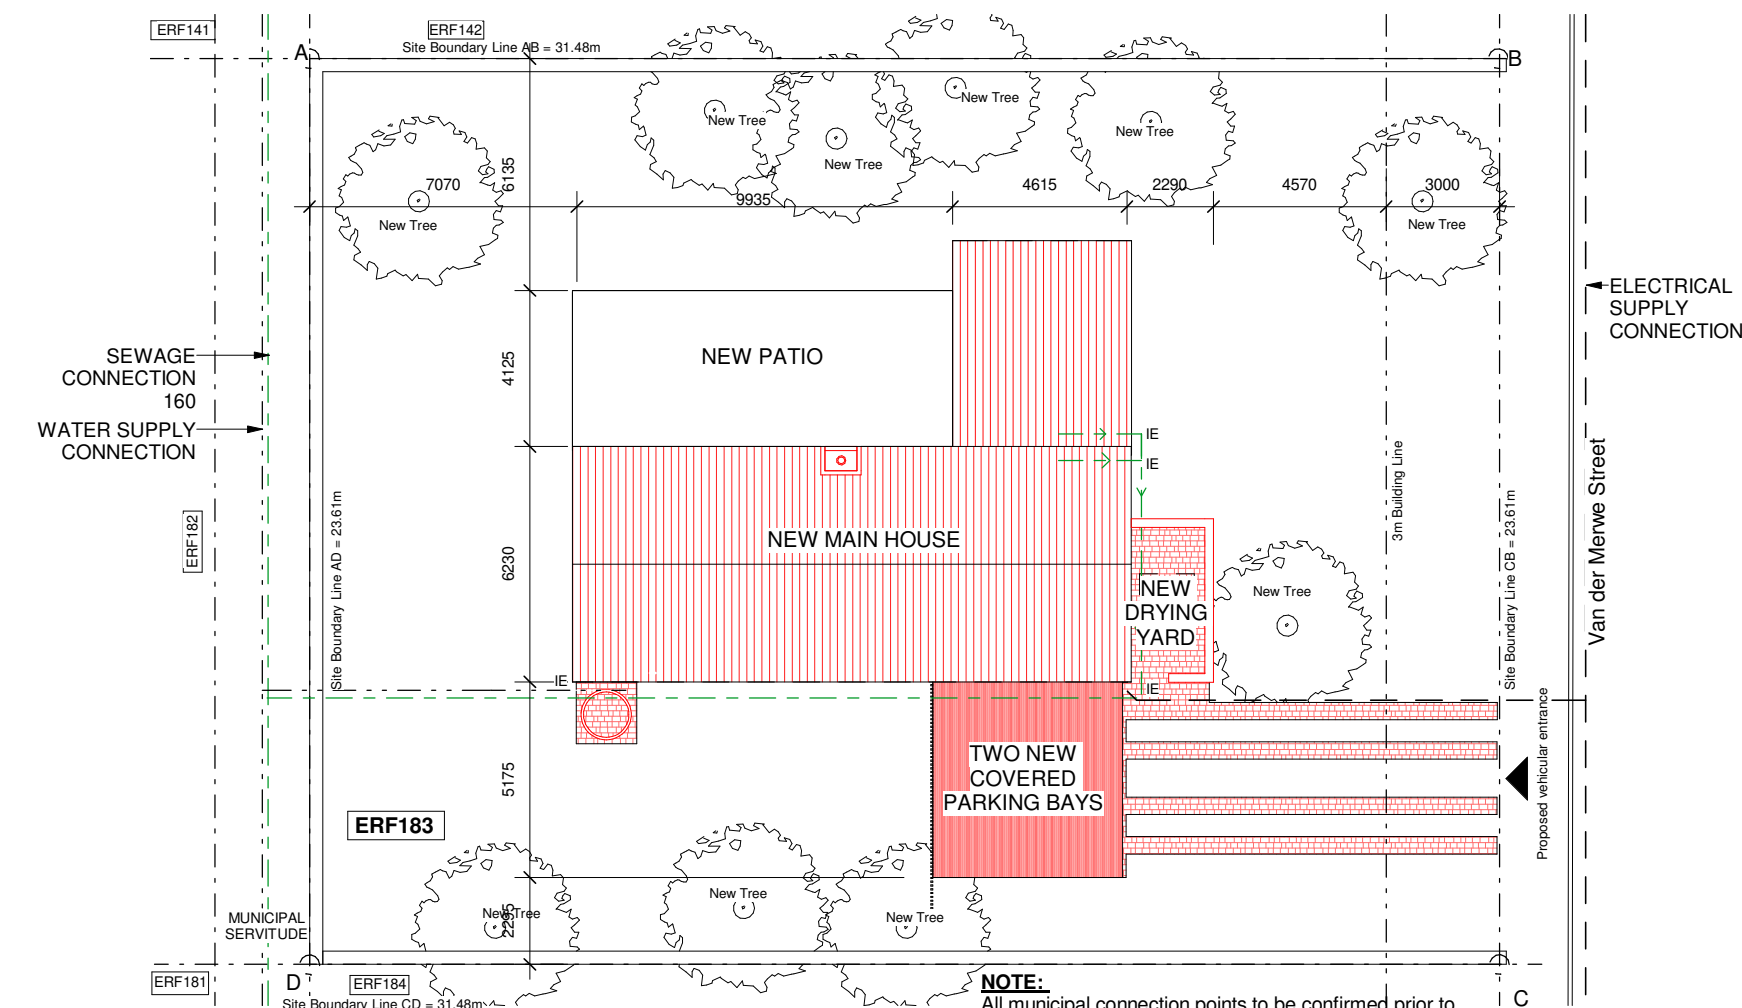 ERF141
ERF142
Site Boundary Line AB = 31.48m
A
B
New Tree
New Tree
New Tree
New Tree
New Tree
New Tree
7070
6135
9935
4615
2290
4570
3000
ELECTRICAL
SUPPLY
CONNECTION
SEWAGE
CONNECTION
160
WATER SUPPLY
CONNECTION
NEW PATIO
4125
IE
IE
NEW MAIN HOUSE
6230
ERF182
Site Boundary Line AD = 23.61m
3m Building Line
Site Boundary Line CB = 23.61m
Van der Merwe Street
NEW
DRYING
YARD
New Tree
IE
IE
TWO NEW
COVERED
PARKING BAYS
5175
Proposed vehicular entrance
ERF183
New Tree
New Tree
New Tree
2295
MUNICIPAL
SERVITUDE
ERF181
D
ERF184
Site Boundary Line CD = 31.48m
NOTE:
All municipal connection points to be confirmed prior to
C